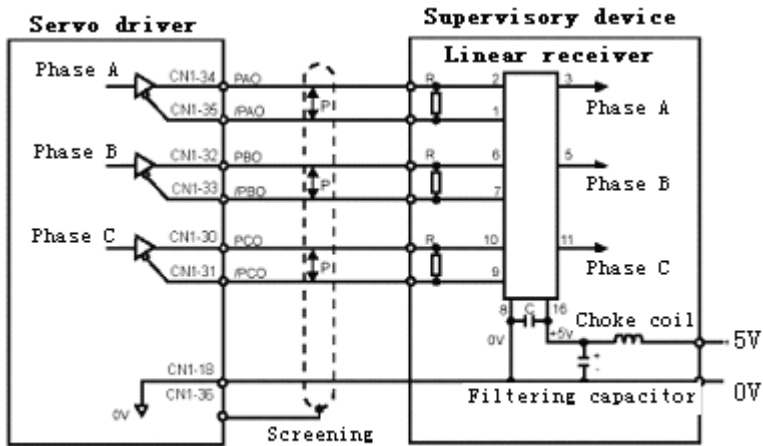 Servo driver
Supervisory device
Linear receiver
Phase A
CN1-34
PAO
R
2
3
CN1-35
/PAO
P
1
Phase A
Phase B
CN1-32
PBO
R
6
5
CN1-33
/PBO
P
7
Phase B
Phase C
CN1-30
PCO
R
10
11
CN1-31
/PCO
P
9
Phase C
8
C
16
Choke coil
0V
+5V
+5V
+
-
CN1-18
0V
CN1-36
Filtering capacitor
0V
Screening